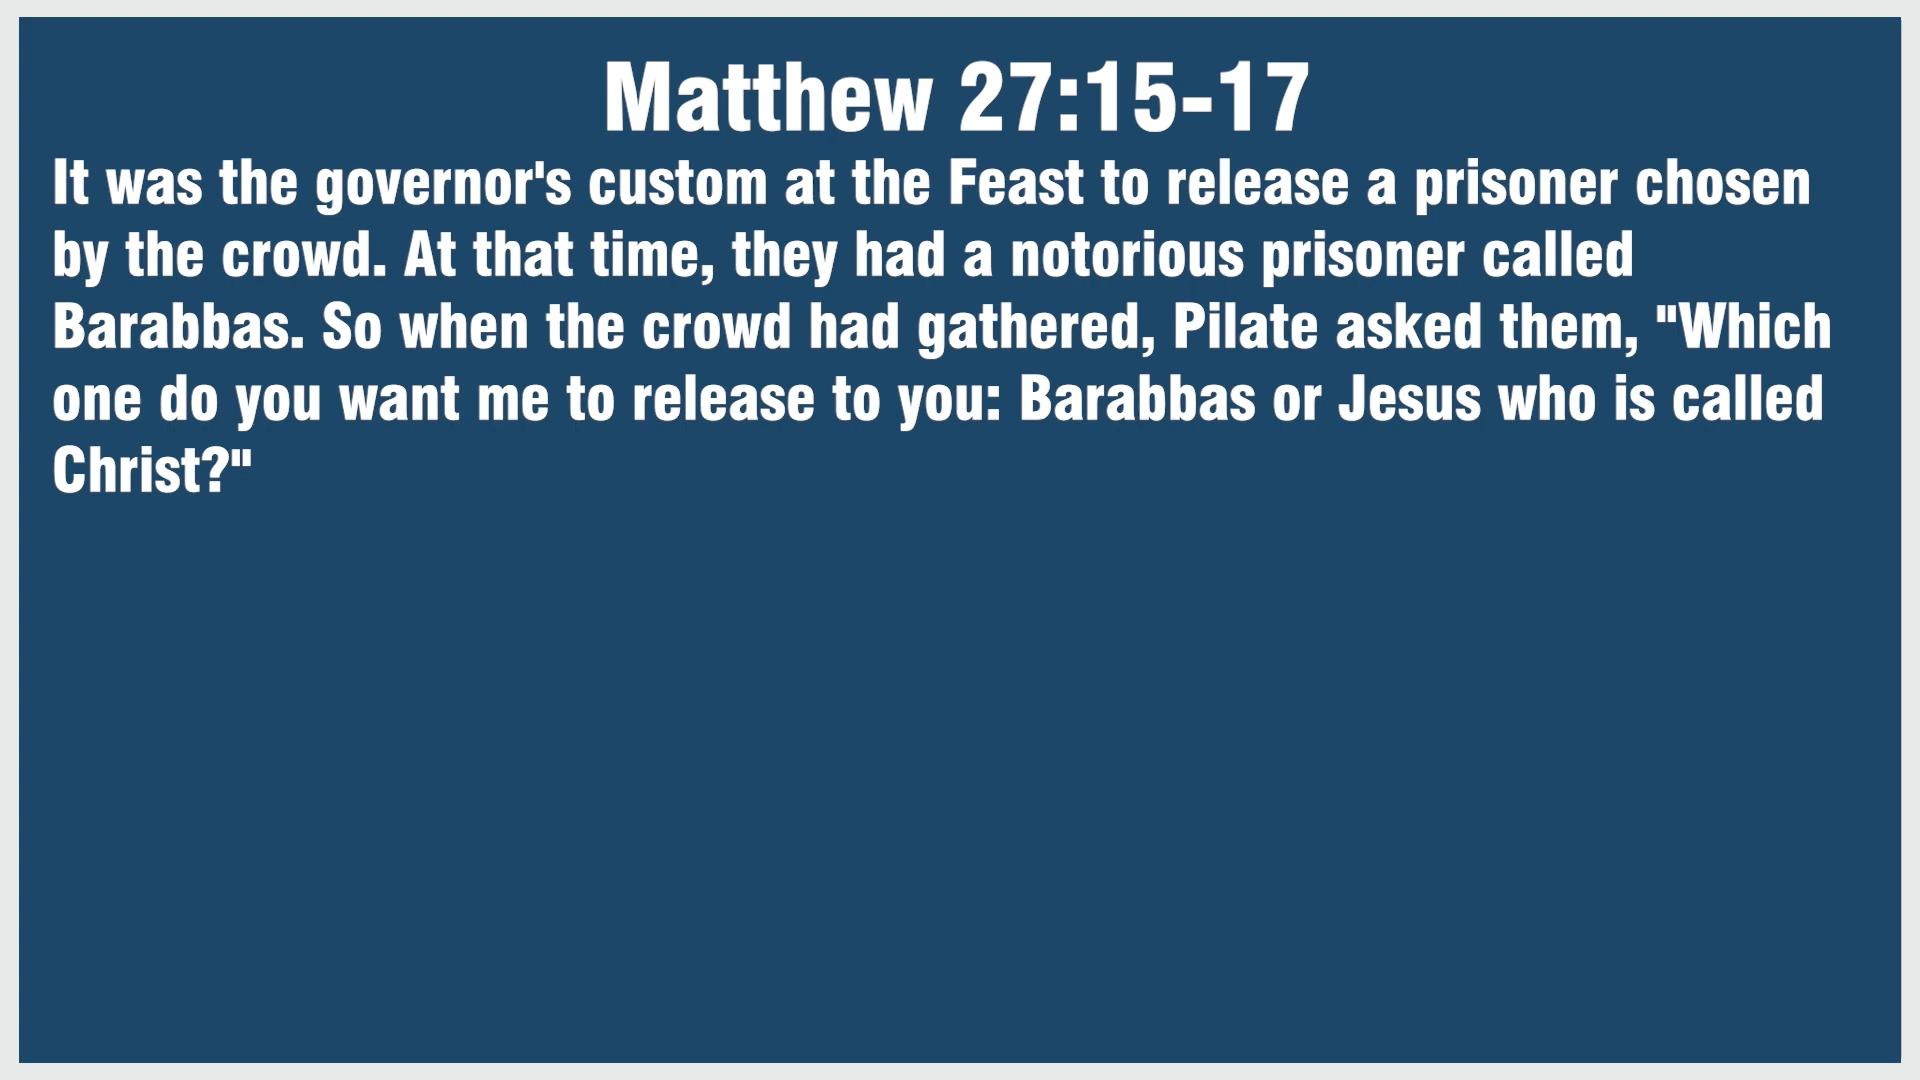 Matthew 27:15-17
It was the governor's custom at the Feast to release a prisoner chosen
by the crowd. At that time, they had a notorious prisoner called
Barabbas. So when the crowd had gathered, Pilate asked them, "Which
one do you want me to release to you: Barabbas or Jesus who is called
Christ?"